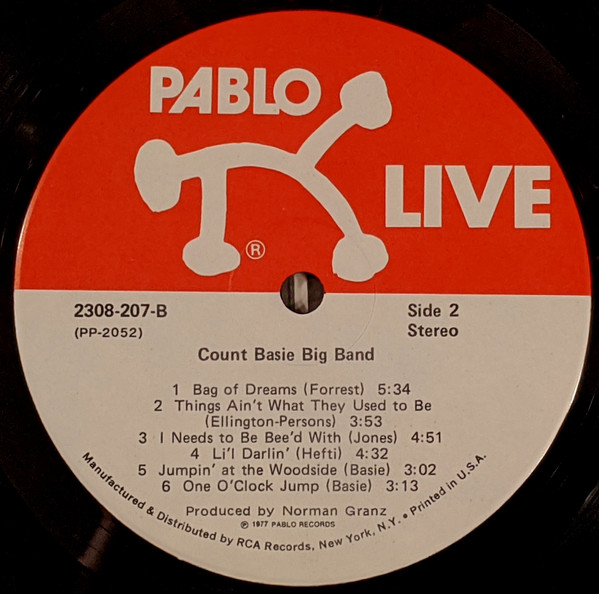 PABLO
LIVE
®
2308-207-B
(PP-2052)
Side 2
Stereo
Count Basie Big Band
1 Bag of Dreams (Forrest) 5:34
2 Things Ain't What They Used to Be
(Ellington-Persons) 3:53
3 I Needs to Be Bee'd With (Jones) 4:51
4 Li'l Darlin' (Hefti) 4:32
5 Jumpin' at the Woodside (Basie) 3:02
6 One O'Clock Jump (Basie) 3:13
Produced by Norman Granz
℗ 1977 PABLO RECORDS
Manufactured & Distributed by RCA Records, New York, N.Y. • Printed in U.S.A.